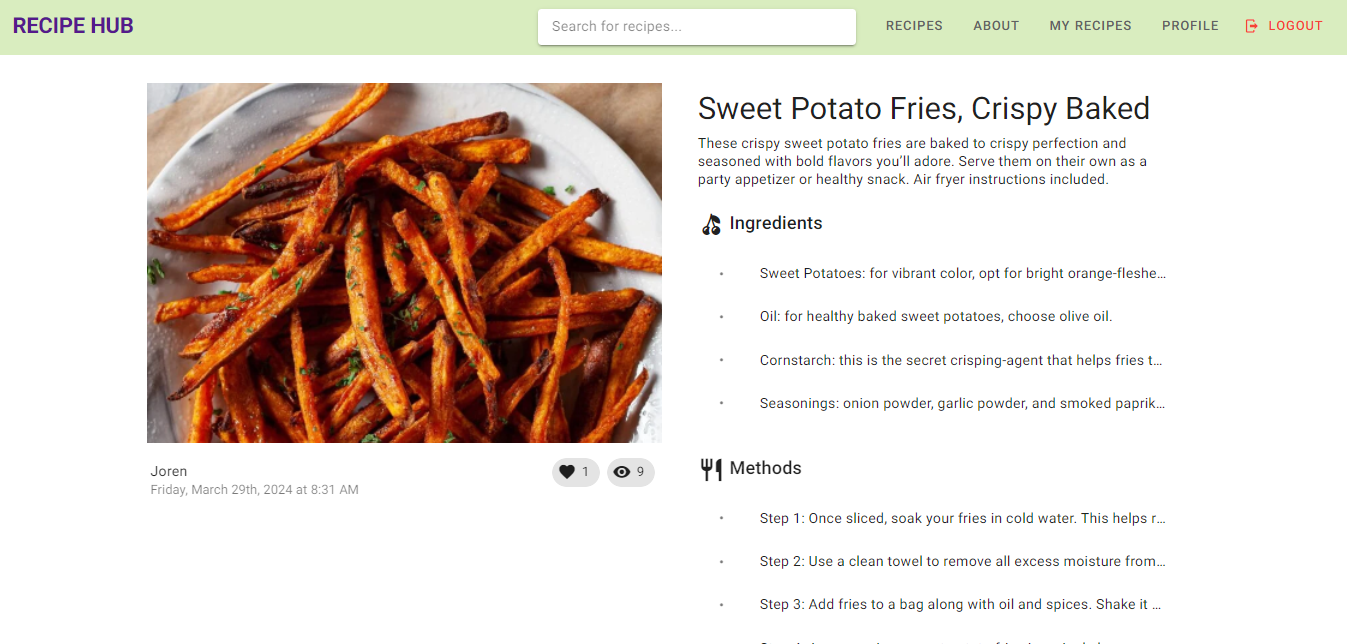 RECIPE HUB
Search for recipes...
RECIPES
ABOUT
MY RECIPES
PROFILE
LOGOUT
Sweet Potato Fries, Crispy Baked
These crispy sweet potato fries are baked to crispy perfection and
seasoned with bold flavors you’ll adore. Serve them on their own as a
party appetizer or healthy snack. Air fryer instructions included.
Ingredients
• Sweet Potatoes: for vibrant color, opt for bright orange-fleshe...
• Oil: for healthy baked sweet potatoes, choose olive oil.
• Cornstarch: this is the secret crisping-agent that helps fries t...
• Seasonings: onion powder, garlic powder, and smoked paprik...
Joren
Friday, March 29th, 2024 at 8:31 AM
1
9
Methods
• Step 1: Once sliced, soak your fries in cold water. This helps r...
• Step 2: Use a clean towel to remove all excess moisture from...
• Step 3: Add fries to a bag along with oil and spices. Shake it ...